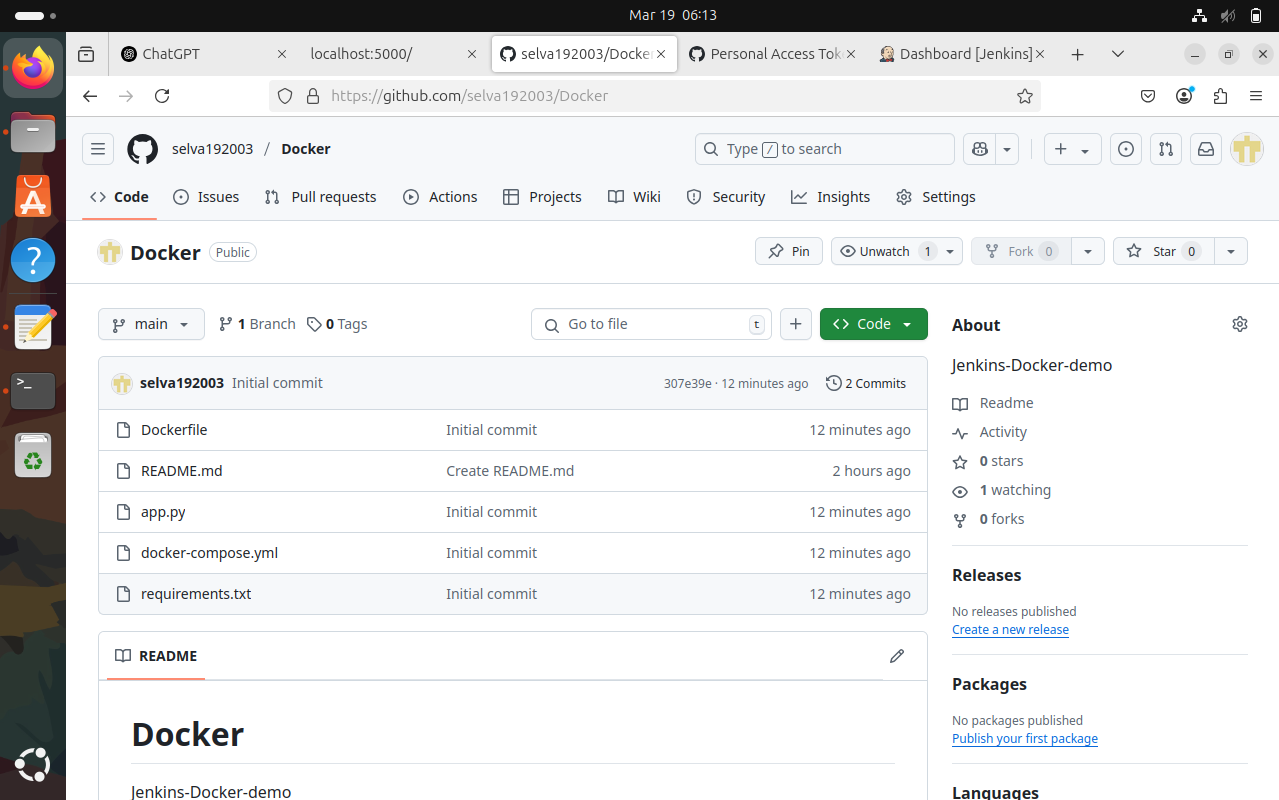 Mar 19 06:13
ChatGPT
localhost:5000/
selva192003/Docker
Personal Access Tok
Dashboard [Jenkins]
https://github.com/selva192003/Docker
selva192003 / Docker
Type / to search
Code
Issues
Pull requests
Actions
Projects
Wiki
Security
Insights
Settings
Docker Public
Pin
Unwatch 1
Fork 0
Star 0
main
1 Branch
0 Tags
Go to file t
Code
selva192003 Initial commit
307e39e · 12 minutes ago
2 Commits
Dockerfile Initial commit 12 minutes ago
README.md Create README.md 2 hours ago
app.py Initial commit 12 minutes ago
docker-compose.yml Initial commit 12 minutes ago
requirements.txt Initial commit 12 minutes ago
README
Docker
Jenkins-Docker-demo
About
Jenkins-Docker-demo
Readme
Activity
0 stars
1 watching
0 forks
Releases
No releases published
Create a new release
Packages
No packages published
Publish your first package
Languages